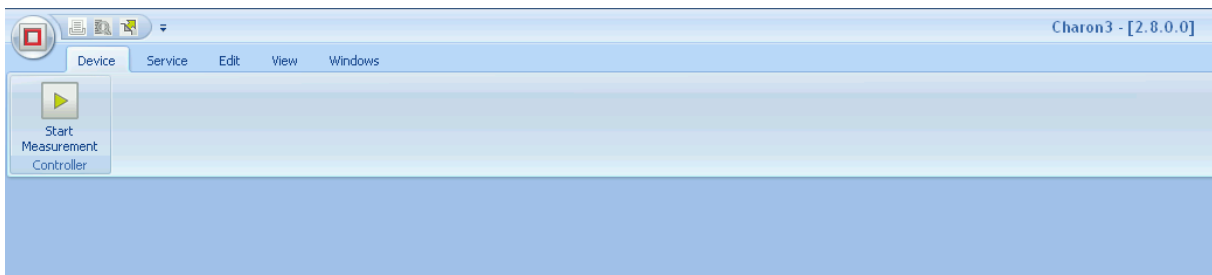 Charon3 - [2.8.0.0]
Device Service Edit View Windows
Start
Measurement
Controller